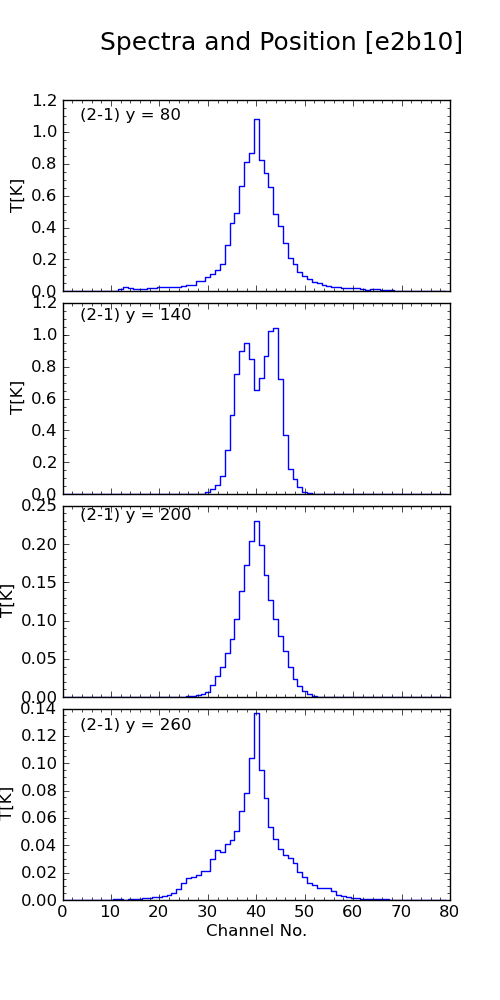 Spectra and Position [e2b10]
1.2
(2-1) y = 80
1.0
0.8
T[K]
0.6
0.4
0.2
0.0
1.2
(2-1) y = 140
1.0
0.8
T[K]
0.6
0.4
0.2
0.0
0.25
(2-1) y = 200
0.20
0.15
T[K]
0.10
0.05
0.00
0.14
(2-1) y = 260
0.12
0.10
0.08
T[K]
0.06
0.04
0.02
0.00
0 10 20 30 40 50 60 70 80
Channel No.